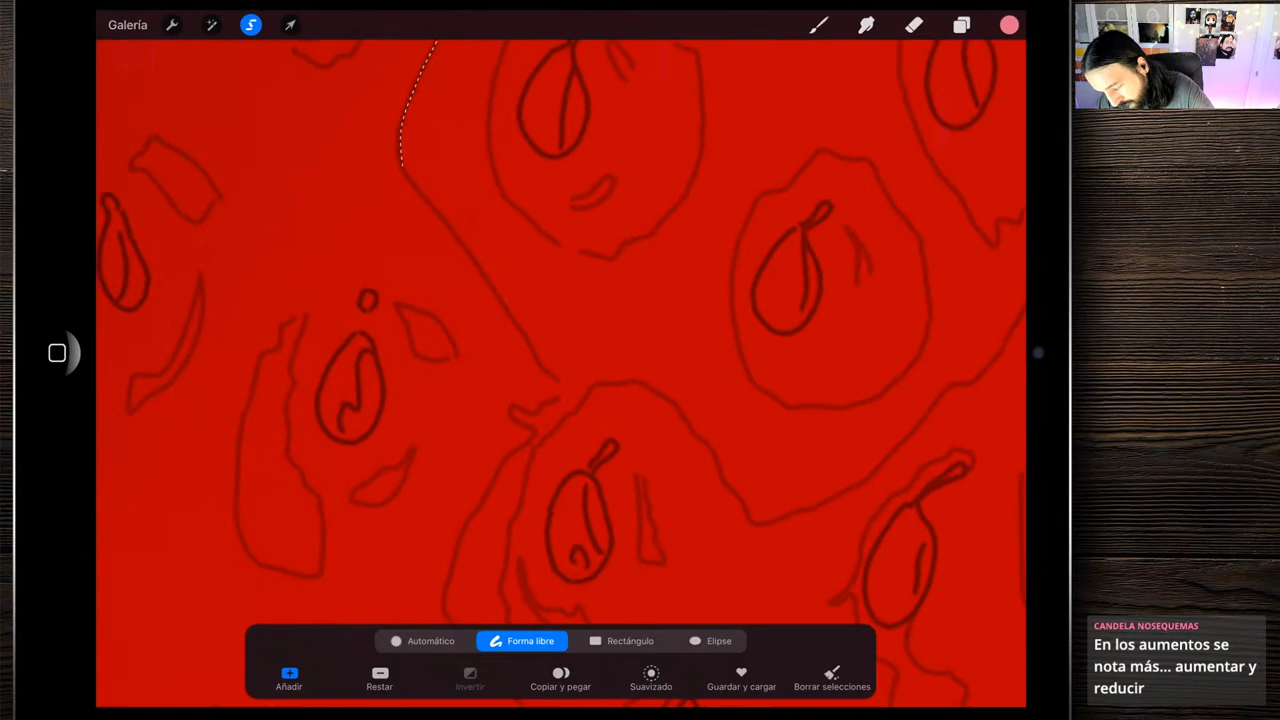 Galería
Automático
Forma libre
Rectángulo
Elipse
Añadir
Restar
Invertir
Copiar y pegar
Suavizado
Guardar y cargar
Borrar selecciones
CANDELA NOSEQUEMAS
En los aumentos se
nota más... aumentar y
reducir